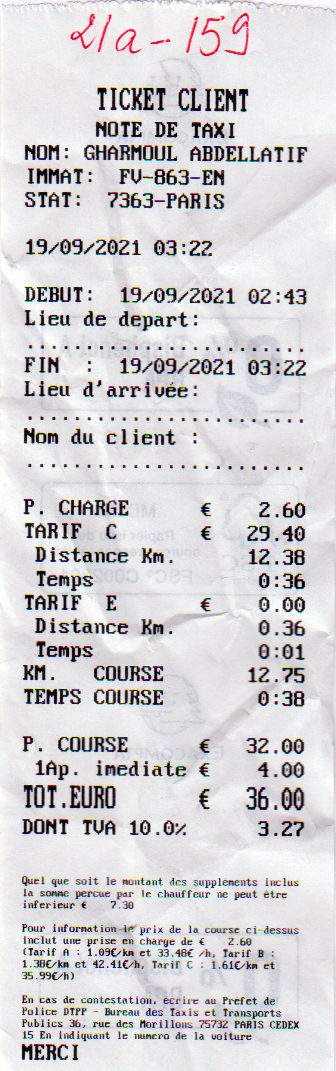 21a-159
TICKET CLIENT
NOTE DE TAXI
NOM: GHARMOUL ABDELLATIF
IMMAT: FV-863-EN
STAT: 7363-PARIS
19/09/2021 03:22
DEBUT: 19/09/2021 02:43
Lieu de depart:
........................
FIN : 19/09/2021 03:22
Lieu d'arrivée:
........................
Nom du client :
........................
P. CHARGE € 2.60
TARIF C € 29.40
Distance Km. 12.38
Temps 0:36
TARIF E € 0.00
Distance Km. 0.36
Temps 0:01
KM. COURSE 12.75
TEMPS COURSE 0:38
P. COURSE € 32.00
1Ap. imediate € 4.00
TOT.EURO € 36.00
DONT TVA 10.0% 3.27
Quel que soit le montant des supplements inclus
la somme percue par le chauffeur ne peut être
inferieur € 7.30
Pour information le prix de la course ci-dessus
inclut une prise en charge de € 2.60
(Tarif A : 1.09€/km et 33.48€ /h, Tarif B :
1.38€/km et 42.41€/h, Tarif C : 1.61€/km et
35.99€/h)
En cas de contestation, écrire au Prefet de
Police DTPP - Bureau des Taxis et Transports
Publics 36, rue des Morillons 75732 PARIS CEDEX
15 En indiquant le numero de la voiture
MERCI